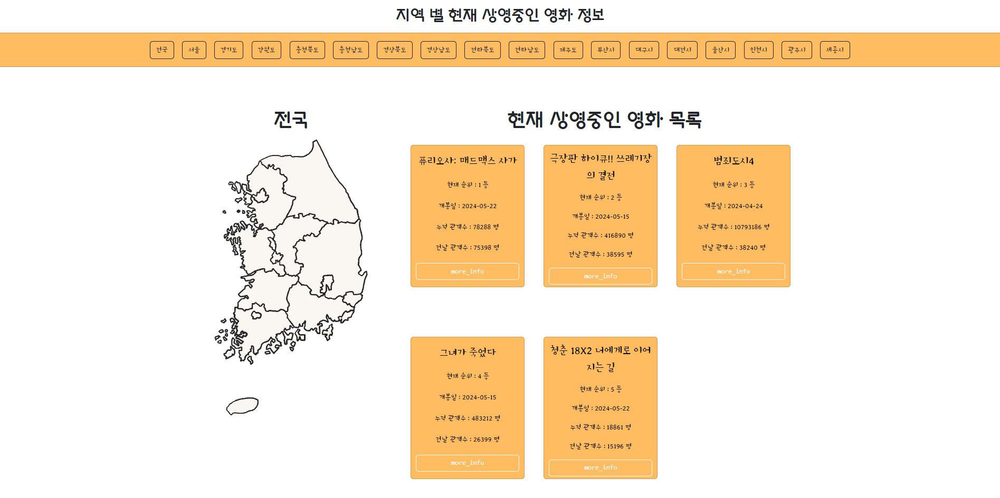 지역 별 현재 상영중인 영화 정보
전국 서울 경기도 강원도 충청북도 충청남도 경상북도 경상남도 전라북도 전라남도 제주도 부산시 대구시 대전시 울산시 인천시 광주시 세종시
전국
현재 상영중인 영화 목록
퓨리오사: 매드맥스 사가
현재 순위 : 1 등
개봉일 : 2024-05-22
누적 관객수 : 78288 명
전날 관객수 : 75398 명
more_info
극장판 하이큐!! 쓰레기장
의 결전
현재 순위 : 2 등
개봉일 : 2024-05-15
누적 관객수 : 416890 명
전날 관객수 : 38595 명
more_info
범죄도시4
현재 순위 : 3 등
개봉일 : 2024-04-24
누적 관객수 : 10793186 명
전날 관객수 : 38240 명
more_info
그녀가 죽었다
현재 순위 : 4 등
개봉일 : 2024-05-15
누적 관객수 : 483212 명
전날 관객수 : 26399 명
more_info
청춘 18X2 너에게로 이어
지는 길
현재 순위 : 5 등
개봉일 : 2024-05-22
누적 관객수 : 18861 명
전날 관객수 : 15196 명
more_info